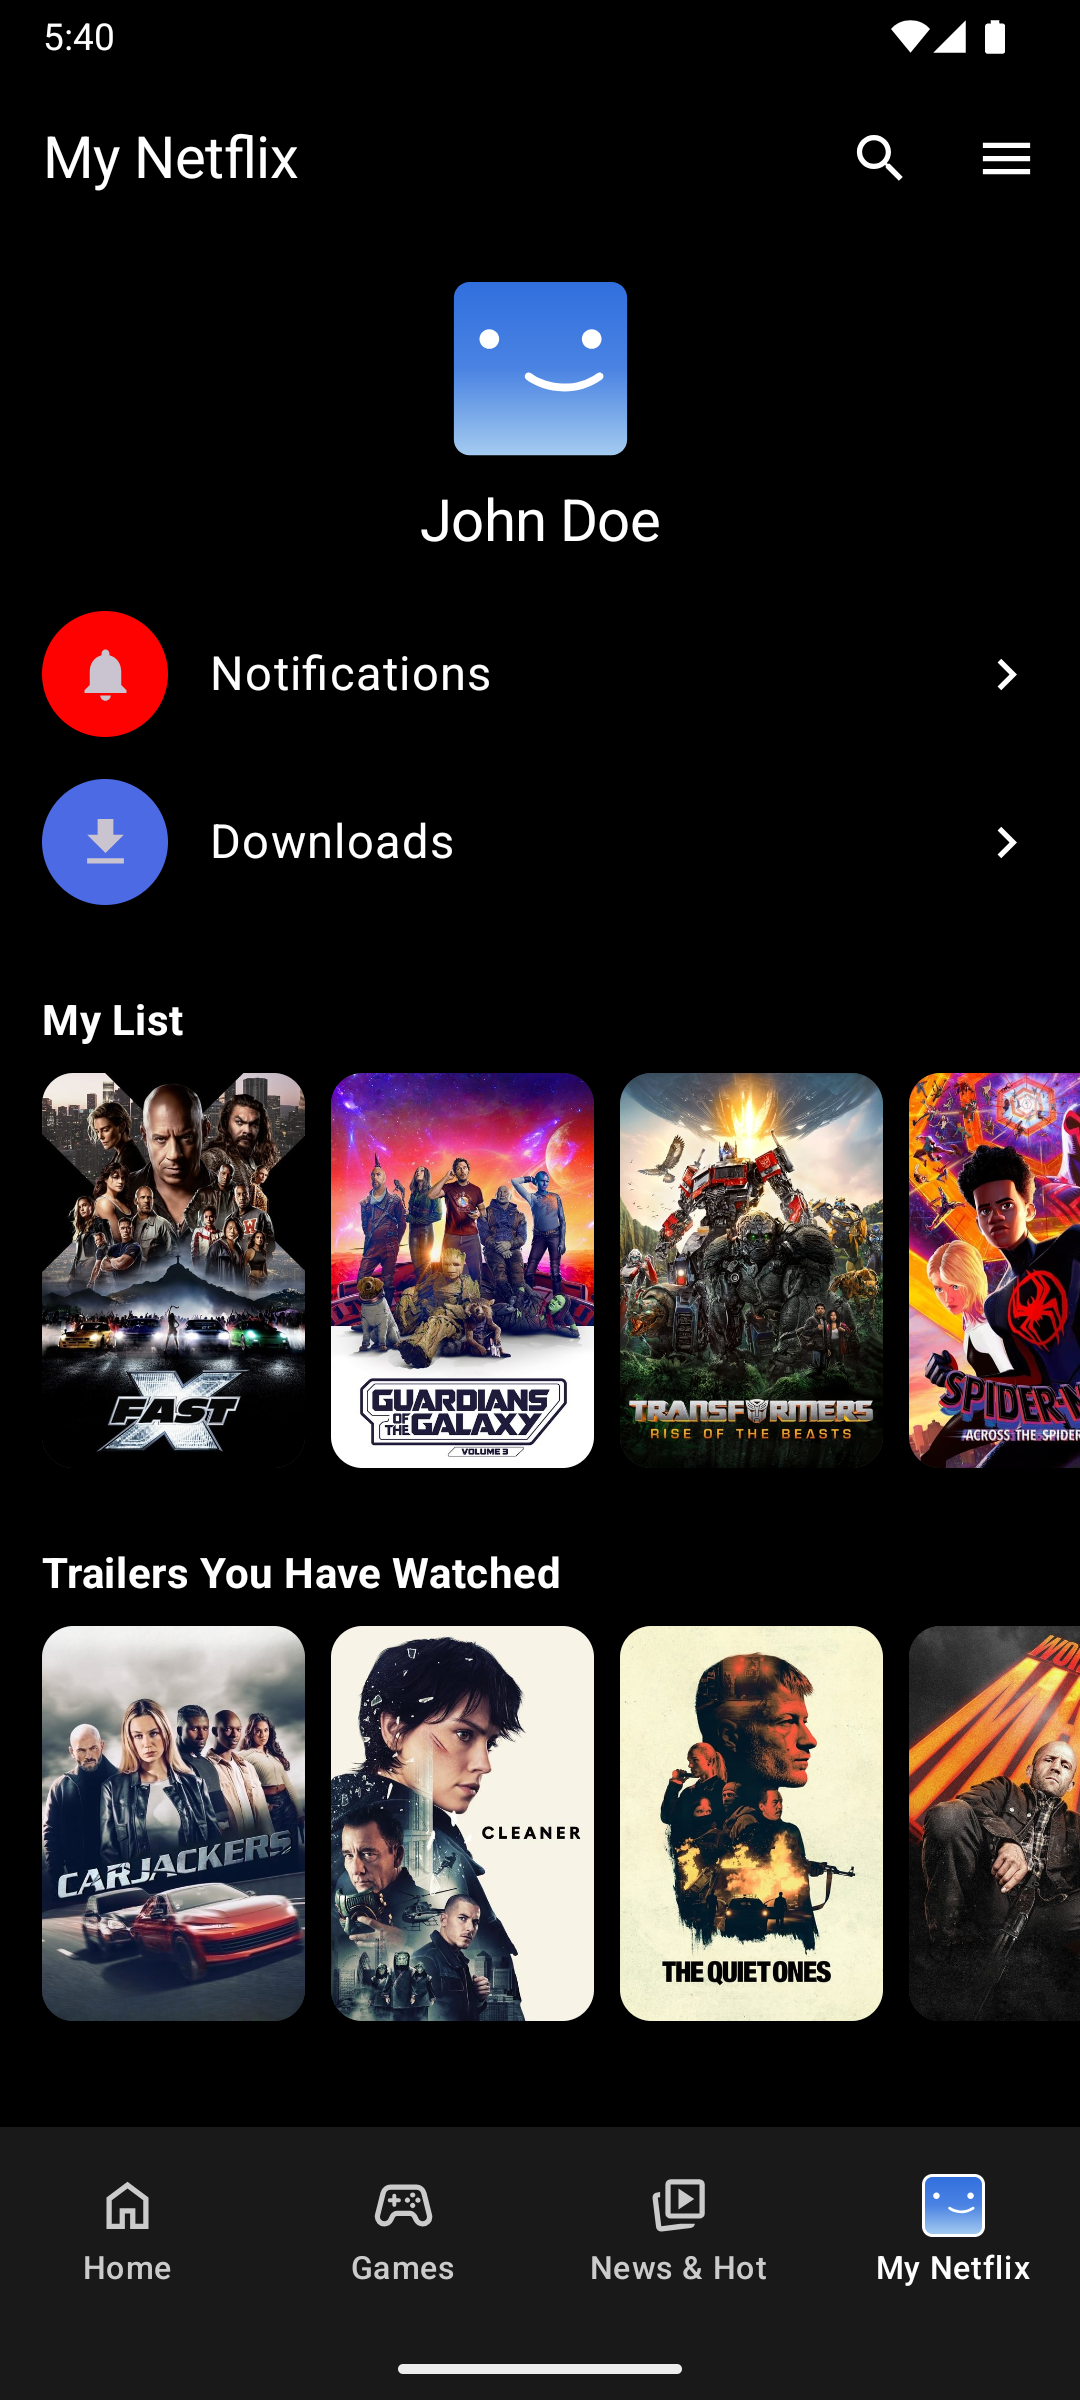 5:40
My Netflix
John Doe
Notifications
Downloads
My List
FAST X
GUARDIANS
OF THE GALAXY
VOLUME 3
TRANSFORMERS
RISE OF THE BEASTS
SPIDER-
ACROSS THE SPIDER
Trailers You Have Watched
CARJACKERS
CLEANER
THE QUIET ONES
Home
Games
News & Hot
My Netflix